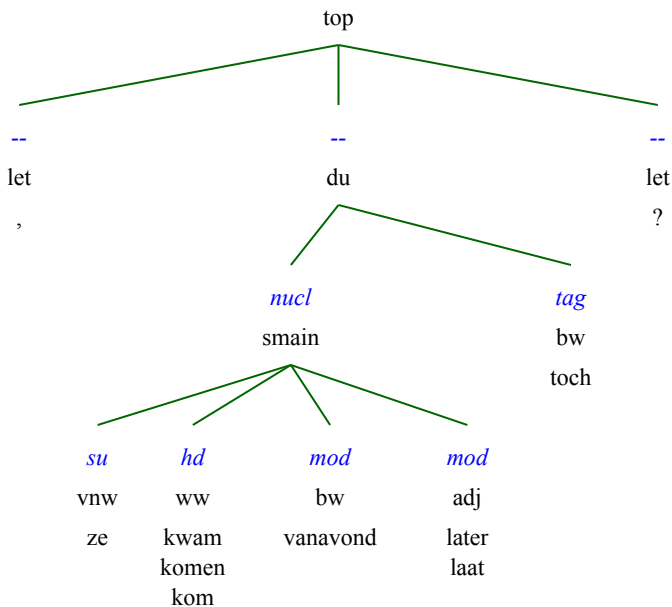 top
-- -- --
let du let
, ?
nucl tag
smain bw
toch
su hd mod mod
vnw ww bw adj
ze kwam vanavond later
komen laat
kom